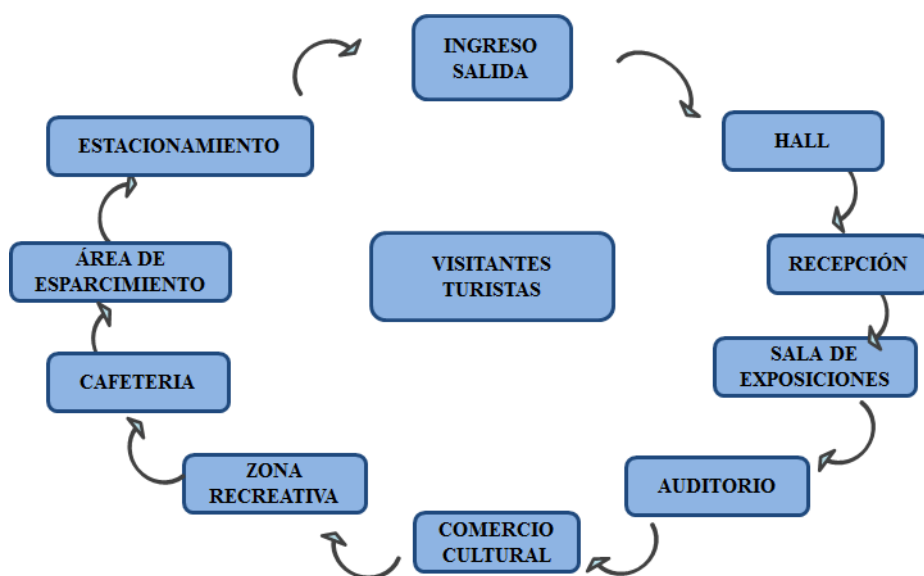 INGRESO
SALIDA
HALL
RECEPCIÓN
SALA DE
EXPOSICIONES
AUDITORIO
COMERCIO
CULTURAL
ZONA
RECREATIVA
CAFETERIA
ÁREA DE
ESPARCIMIENTO
ESTACIONAMIENTO
VISITANTES
TURISTAS